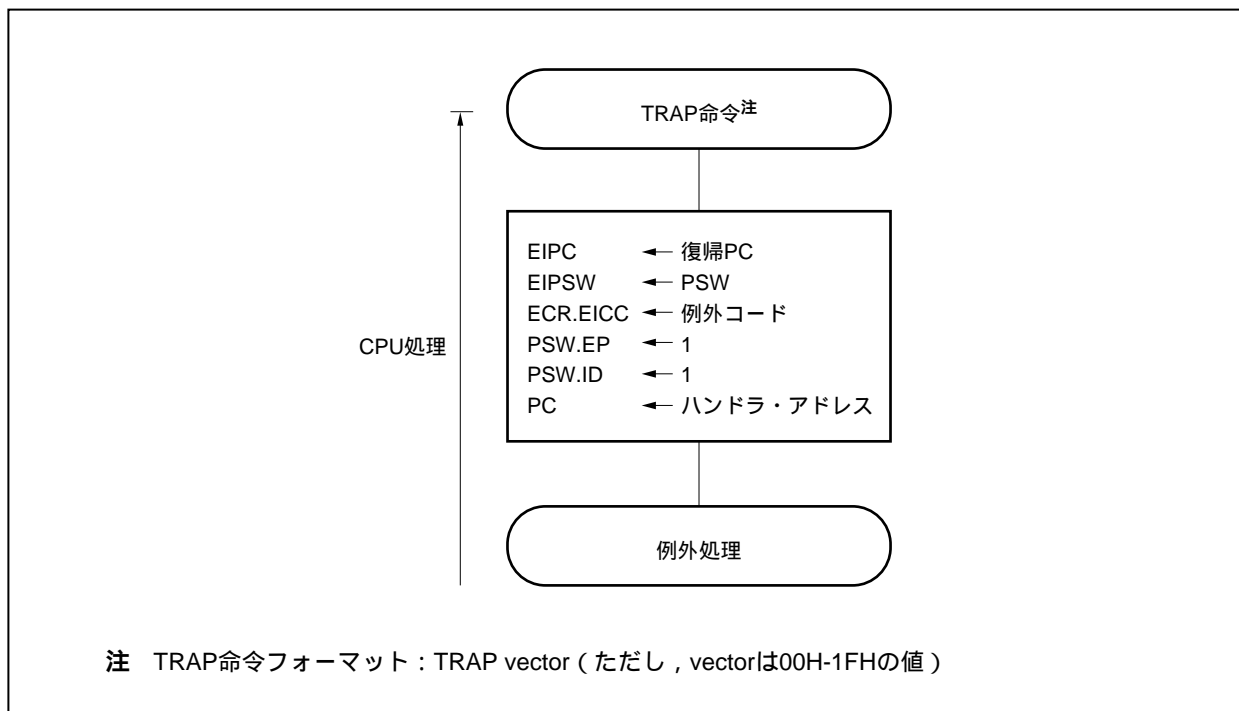 TRAP命令注
EIPC ← 復帰PC
EIPSW ← PSW
ECR.EICC ← 例外コード
PSW.EP ← 1
PSW.ID ← 1
PC ← ハンドラ・アドレス
CPU処理
例外処理
注 TRAP命令フォーマット:TRAP vector(ただし,vectorは00H-1FHの値)